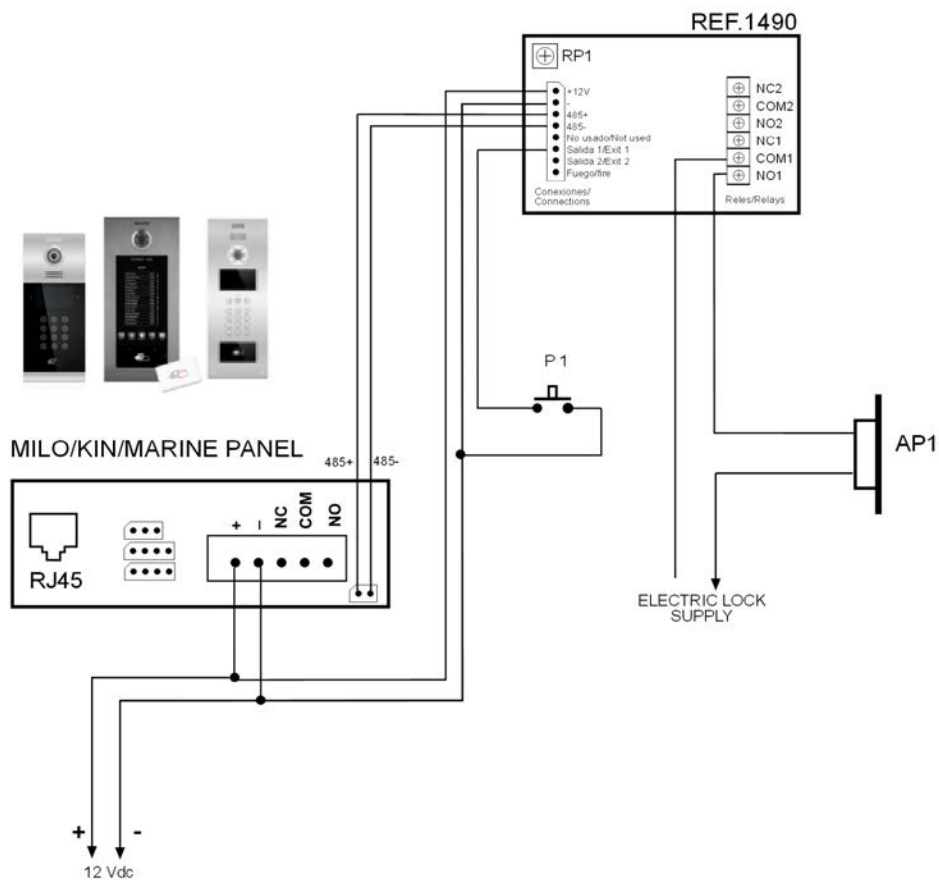 REF.1490
RP1
+12V
-
485+
485-
No usado/Not used
Salida 1/Exit 1
Salida 2/Exit 2
Fuego/fire
Conexiones/
Connections
NC2
COM2
NO2
NC1
COM1
NO1
Reles/Relays
P 1
MILO/KIN/MARINE PANEL
485+
485-
+
–
NC
COM
NO
RJ45
AP1
ELECTRIC LOCK
SUPPLY
+
-
12 Vdc